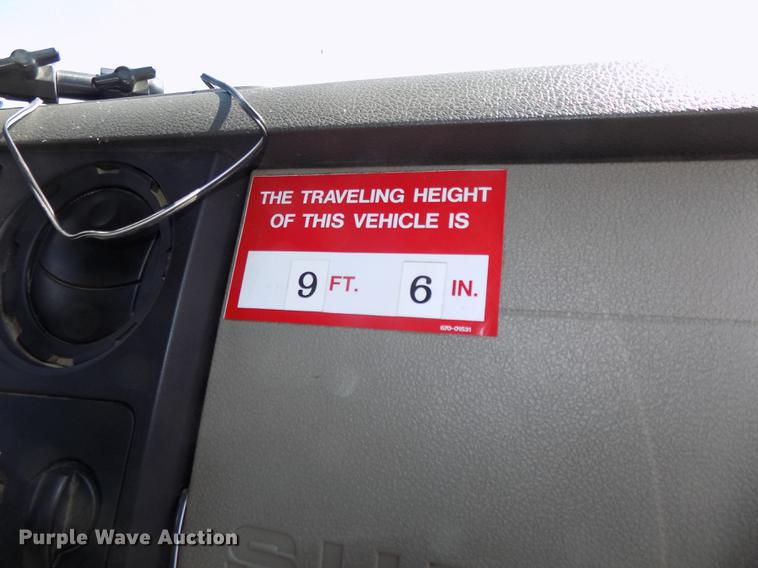 THE TRAVELING HEIGHT
OF THIS VEHICLE IS
9 FT. 6 IN.
670-01531
Purple Wave Auction